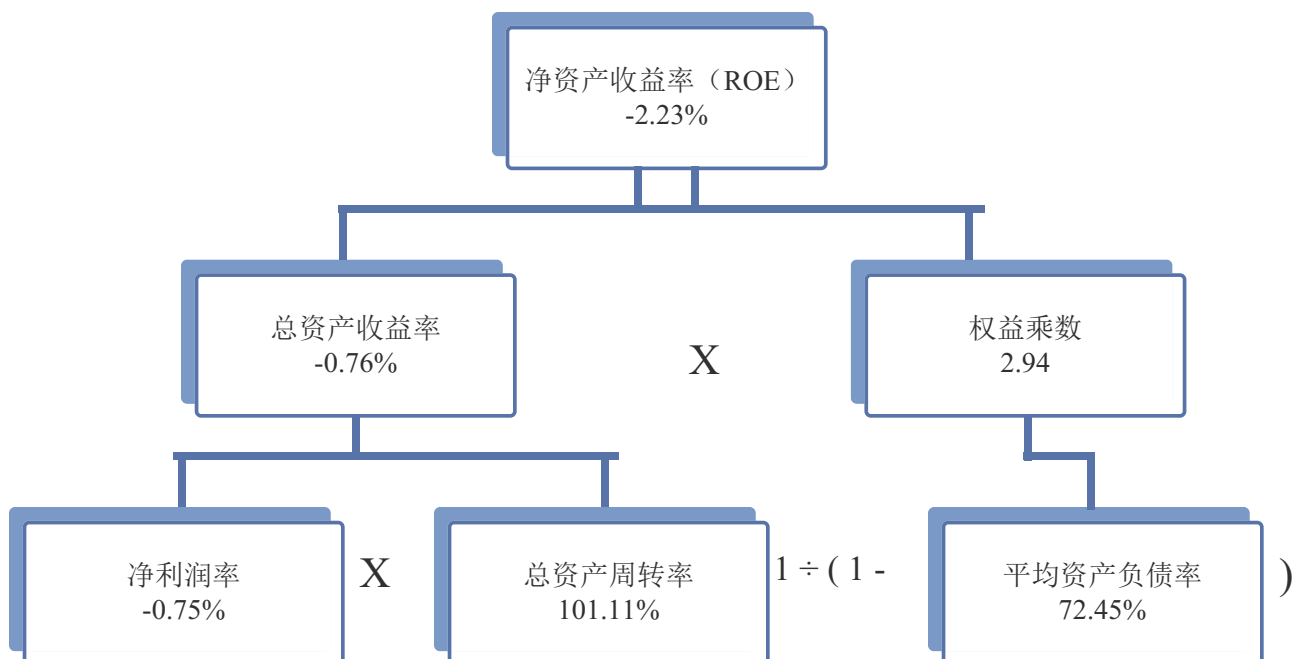 净资产收益率（ROE）
-2.23%
总资产收益率
-0.76%
X
权益乘数
2.94
净利润率
-0.75%
X
总资产周转率
101.11%
1 ÷ ( 1 -
平均资产负债率
72.45%
)